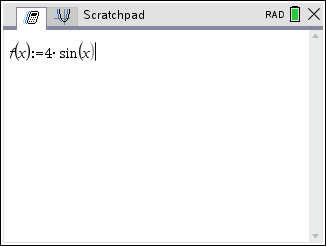 Scratchpad
RAD
f(x):=4· sin(x)